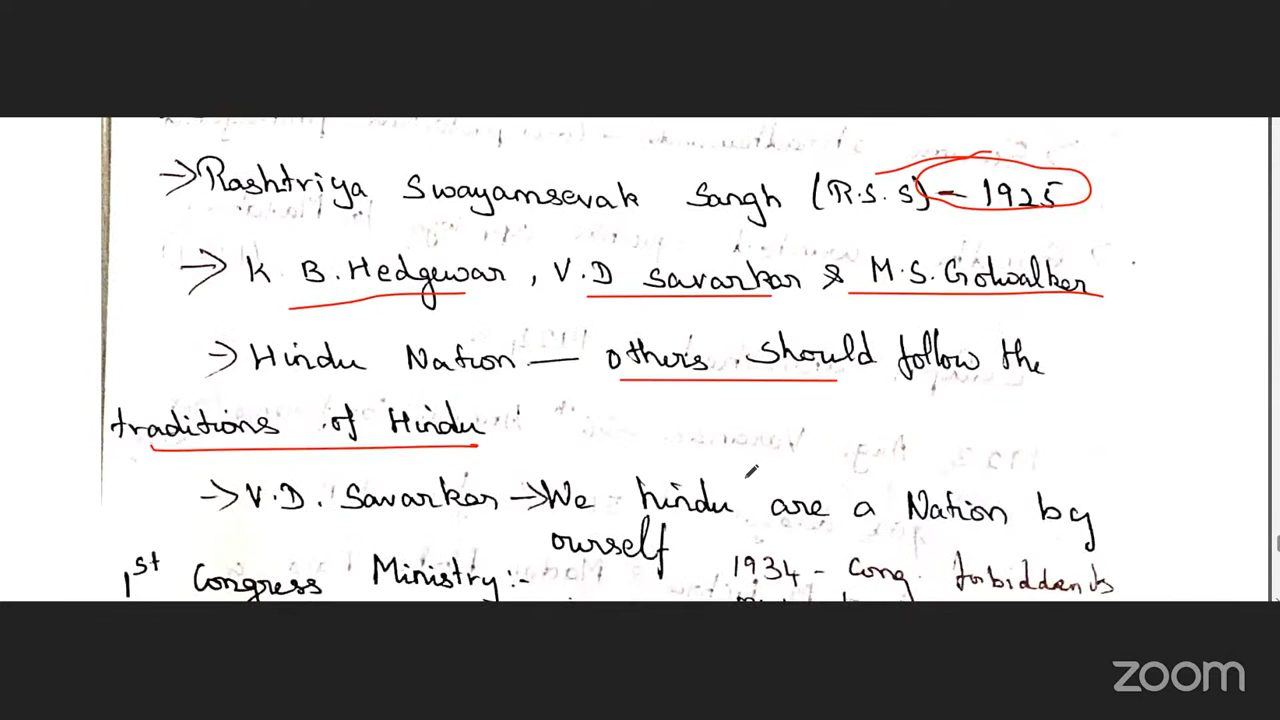 → Rashtriya Swayamsevak Sangh (R.S.S) – 1925
→ K B. Hedgewar, V.D Savarkar & M.S. Golwalker
→ Hindu Nation — others should follow the
traditions of Hindu
→ V.D. Savarkar → We hindu are a Nation by
ourself
1st Congress Ministry:- 1934 - Cong. forbiddents
zoom